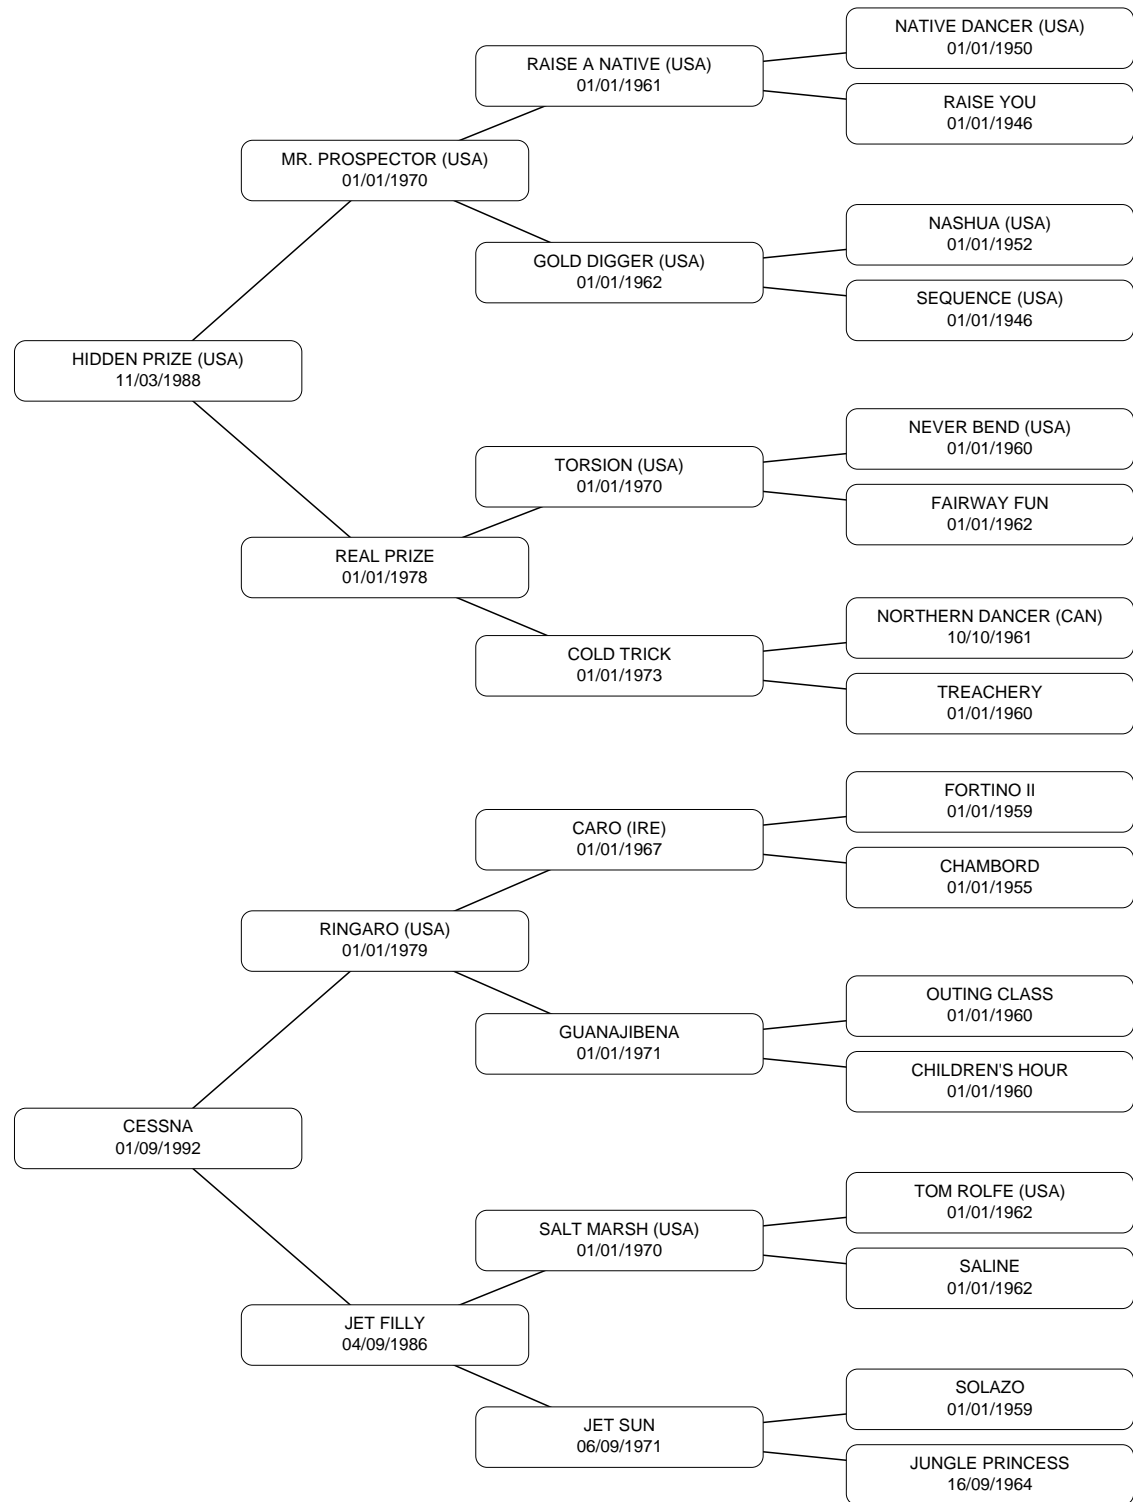 NATIVE DANCER (USA)
01/01/1950
RAISE A NATIVE (USA)
01/01/1961
RAISE YOU
01/01/1946
MR. PROSPECTOR (USA)
01/01/1970
NASHUA (USA)
01/01/1952
GOLD DIGGER (USA)
01/01/1962
SEQUENCE (USA)
01/01/1946
HIDDEN PRIZE (USA)
11/03/1988
NEVER BEND (USA)
01/01/1960
TORSION (USA)
01/01/1970
FAIRWAY FUN
01/01/1962
REAL PRIZE
01/01/1978
NORTHERN DANCER (CAN)
10/10/1961
COLD TRICK
01/01/1973
TREACHERY
01/01/1960
FORTINO II
01/01/1959
CARO (IRE)
01/01/1967
CHAMBORD
01/01/1955
RINGARO (USA)
01/01/1979
OUTING CLASS
01/01/1960
GUANAJIBENA
01/01/1971
CHILDREN'S HOUR
01/01/1960
CESSNA
01/09/1992
TOM ROLFE (USA)
01/01/1962
SALT MARSH (USA)
01/01/1970
SALINE
01/01/1962
JET FILLY
04/09/1986
SOLAZO
01/01/1959
JET SUN
06/09/1971
JUNGLE PRINCESS
16/09/1964